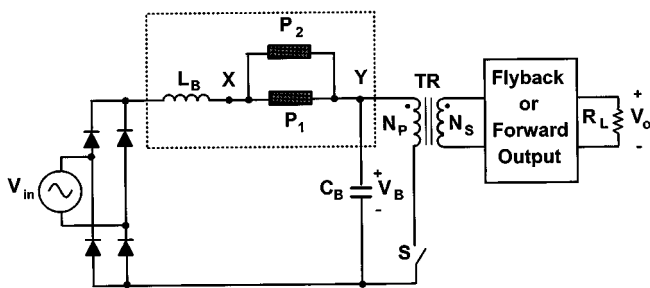 P2
LB
X
Y
P1
TR
NP
NS
Flyback
or
Forward
Output
RL
+
Vo
-
Vin
CB
+
VB
-
S